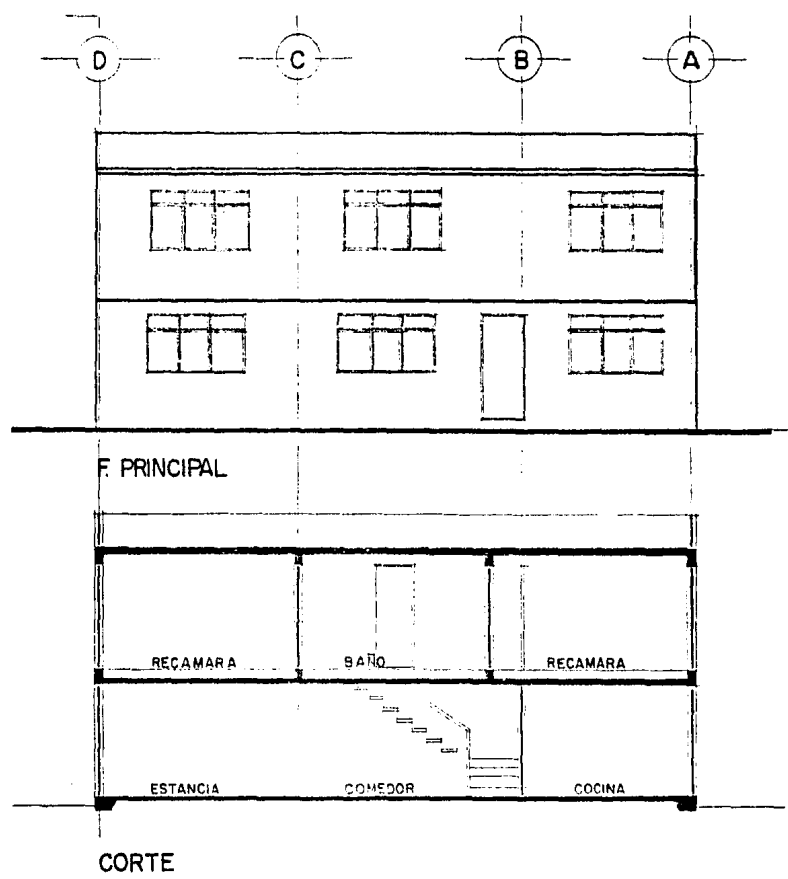 D C B A
F. PRINCIPAL
RECAMARA BAÑO RECAMARA
ESTANCIA COMEDOR COCINA
CORTE